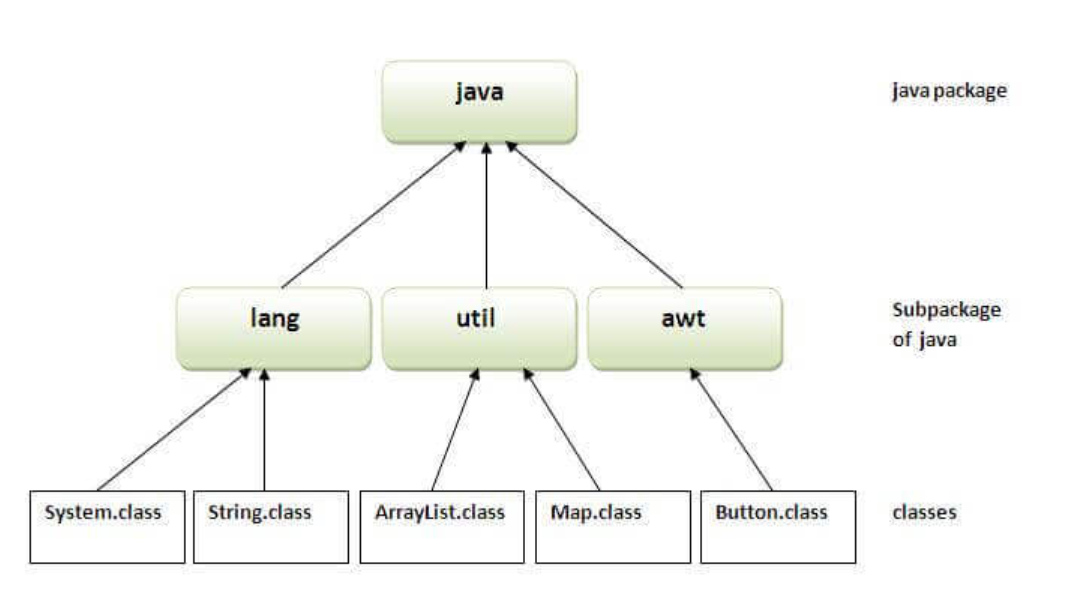 java
java package
lang
util
awt
Subpackage
of java
System.class
String.class
ArrayList.class
Map.class
Button.class
classes